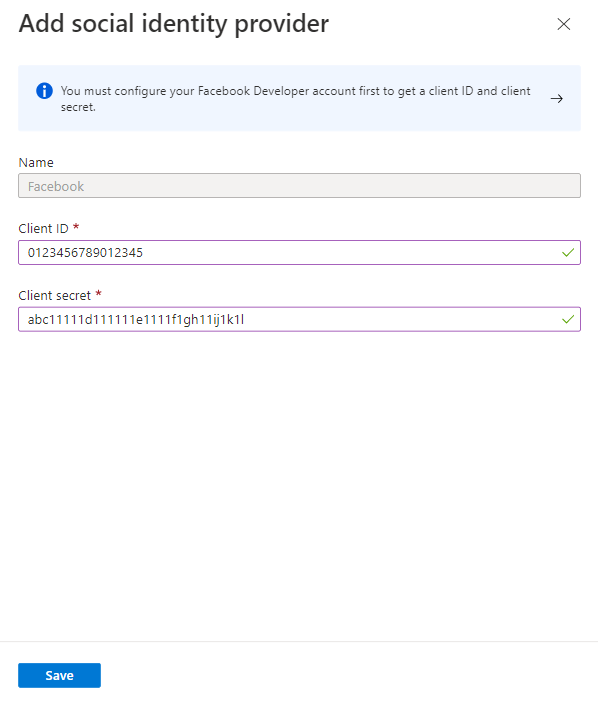 Add social identity provider
You must configure your Facebook Developer account first to get a client ID and client
secret.
Name
Facebook
Client ID *
0123456789012345
Client secret *
abc11111d111111e1111f1gh11ij1k1l
Save